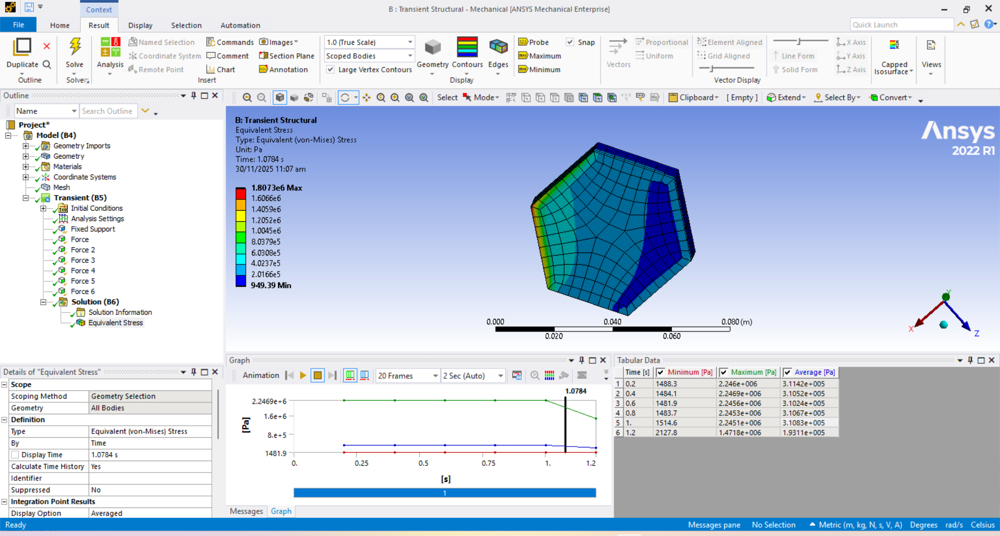 Context
B : Transient Structural - Mechanical [ANSYS Mechanical Enterprise]
File
Home
Result
Display
Selection
Automation
Quick Launch
Duplicate
Outline
Solve
Solver
Analysis
Named Selection
Coordinate System
Remote Point
Commands
Comment
Chart
Images
Section Plane
Annotation
Insert
1.0 (True Scale)
Scoped Bodies
Large Vertex Contours
Geometry
Contours
Edges
Display
Probe
Maximum
Minimum
Snap
Vectors
Proportional
Uniform
Element Aligned
Grid Aligned
Line Form
Solid Form
X Axis
Y Axis
Z Axis
Vector Display
Capped
Isosurface
Views
Outline
Name
Search Outline
Select
Mode
Clipboard
[ Empty ]
Extend
Select By
Convert
Project*
Model (B4)
Geometry Imports
Geometry
Materials
Coordinate Systems
Mesh
Transient (B5)
Initial Conditions
Analysis Settings
Fixed Support
Force
Force 2
Force 3
Force 4
Force 5
Force 6
Solution (B6)
Solution Information
Equivalent Stress
B: Transient Structural
Equivalent Stress
Type: Equivalent (von-Mises) Stress
Unit: Pa
Time: 1.0784 s
30/11/2025 11:07 am
1.8073e6 Max
1.6066e6
1.4059e6
1.2052e6
1.0045e6
8.0379e5
6.0308e5
4.0237e5
2.0166e5
949.39 Min
Ansys
2022 R1
0.000
0.040
0.080 (m)
0.020
0.060
Y
X
Z
Details of "Equivalent Stress"
Scope
Scoping Method Geometry Selection
Geometry All Bodies
Definition
Type Equivalent (von-Mises) Stress
By Time
Display Time 1.0784 s
Calculate Time History Yes
Identifier
Suppressed No
Integration Point Results
Display Option Averaged
Graph
Animation
20 Frames
2 Sec (Auto)
1.0784
2.2469e+6
1.6e+6
8.e+5
1481.9
[Pa]
0. 0.25 0.5 0.75 1. 1.2
[s]
1
Messages
Graph
Tabular Data
Time [s] Minimum [Pa] Maximum [Pa] Average [Pa]
1 0.2 1488.3 2.246e+006 3.1142e+005
2 0.4 1484.1 2.2469e+006 3.1052e+005
3 0.6 1481.9 2.2456e+006 3.1024e+005
4 0.8 1483.7 2.2453e+006 3.1067e+005
5 1. 1514.6 2.2451e+006 3.1083e+005
6 1.2 2127.8 1.4718e+006 1.9311e+005
Ready
Messages pane
No Selection
Metric (m, kg, N, s, V, A)
Degrees
rad/s
Celsius